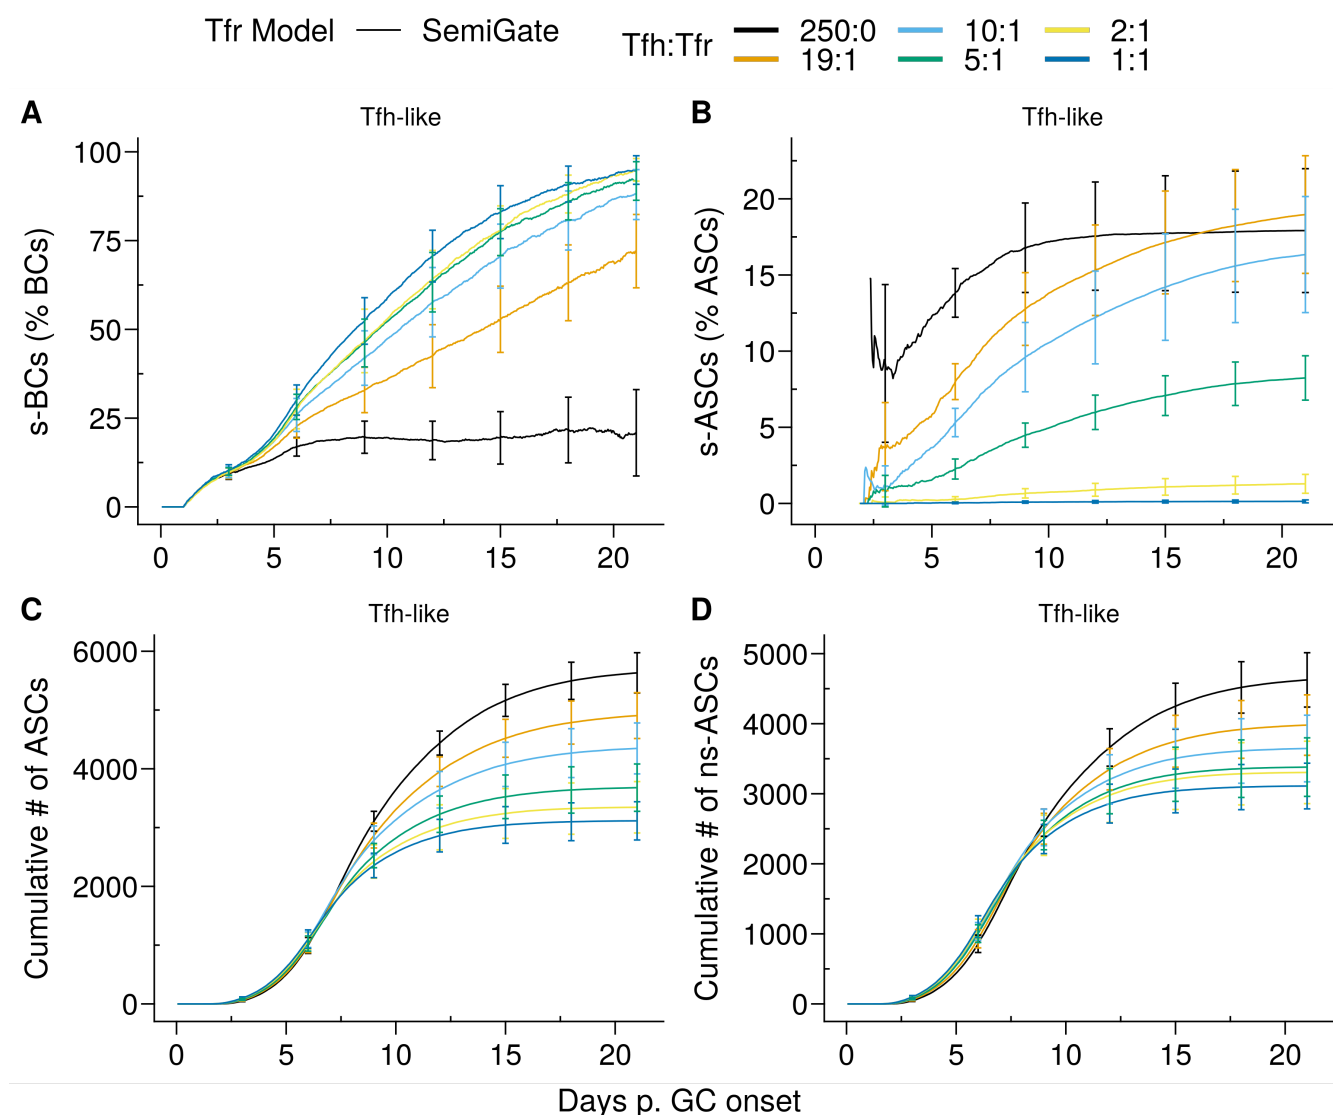 Tfr Model SemiGate Tfh:Tfr 250:0 10:1 2:1
19:1 5:1 1:1
A Tfh-like
s-BCs (% BCs)
100
75
50
25
0
0 5 10 15 20
B Tfh-like
s-ASCs (% ASCs)
20
15
10
5
0
0 5 10 15 20
C Tfh-like
Cumulative # of ASCs
6000
4000
2000
0
0 5 10 15 20
D Tfh-like
Cumulative # of ns-ASCs
5000
4000
3000
2000
1000
0
0 5 10 15 20
Days p. GC onset